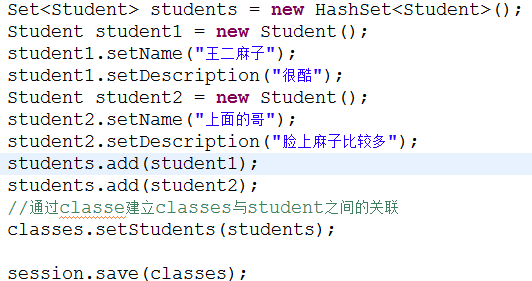 Set<Student> students = new HashSet<Student>();
Student student1 = new Student();
student1.setName("王二麻子");
student1.setDescription("很酷");
Student student2 = new Student();
student2.setName("上面的哥");
student2.setDescription("脸上麻子比较多");
students.add(student1);
students.add(student2);
//通过classe建立classes与student之间的关联
classes.setStudents(students);
session.save(classes);